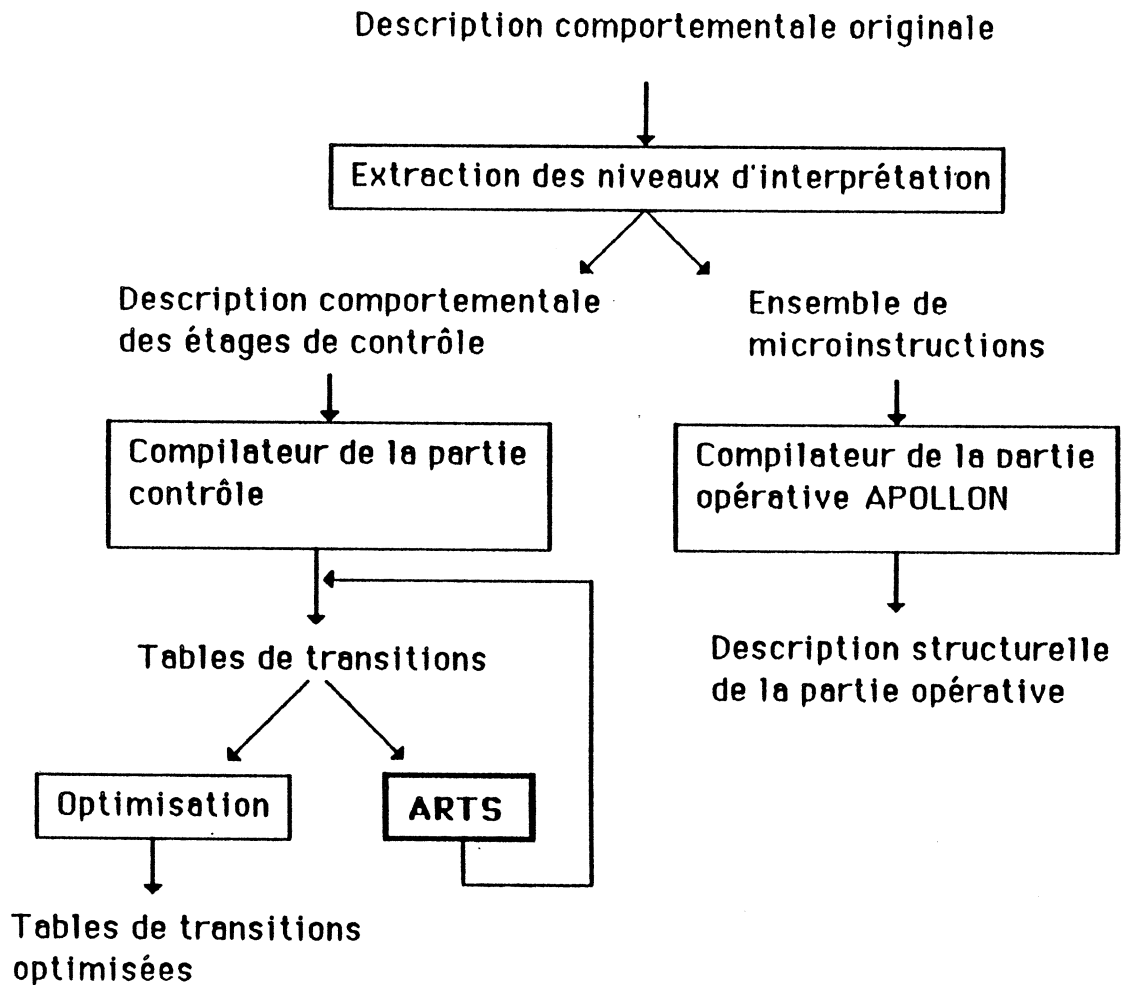 Description comportementale originale
Extraction des niveaux d'interprétation
Description comportementale
des étages de contrôle
Ensemble de
microinstructions
Compilateur de la partie
contrôle
Compilateur de la partie
opérative APOLLON
Tables de transitions
Description structurelle
de la partie opérative
Optimisation
ARTS
Tables de transitions
optimisées